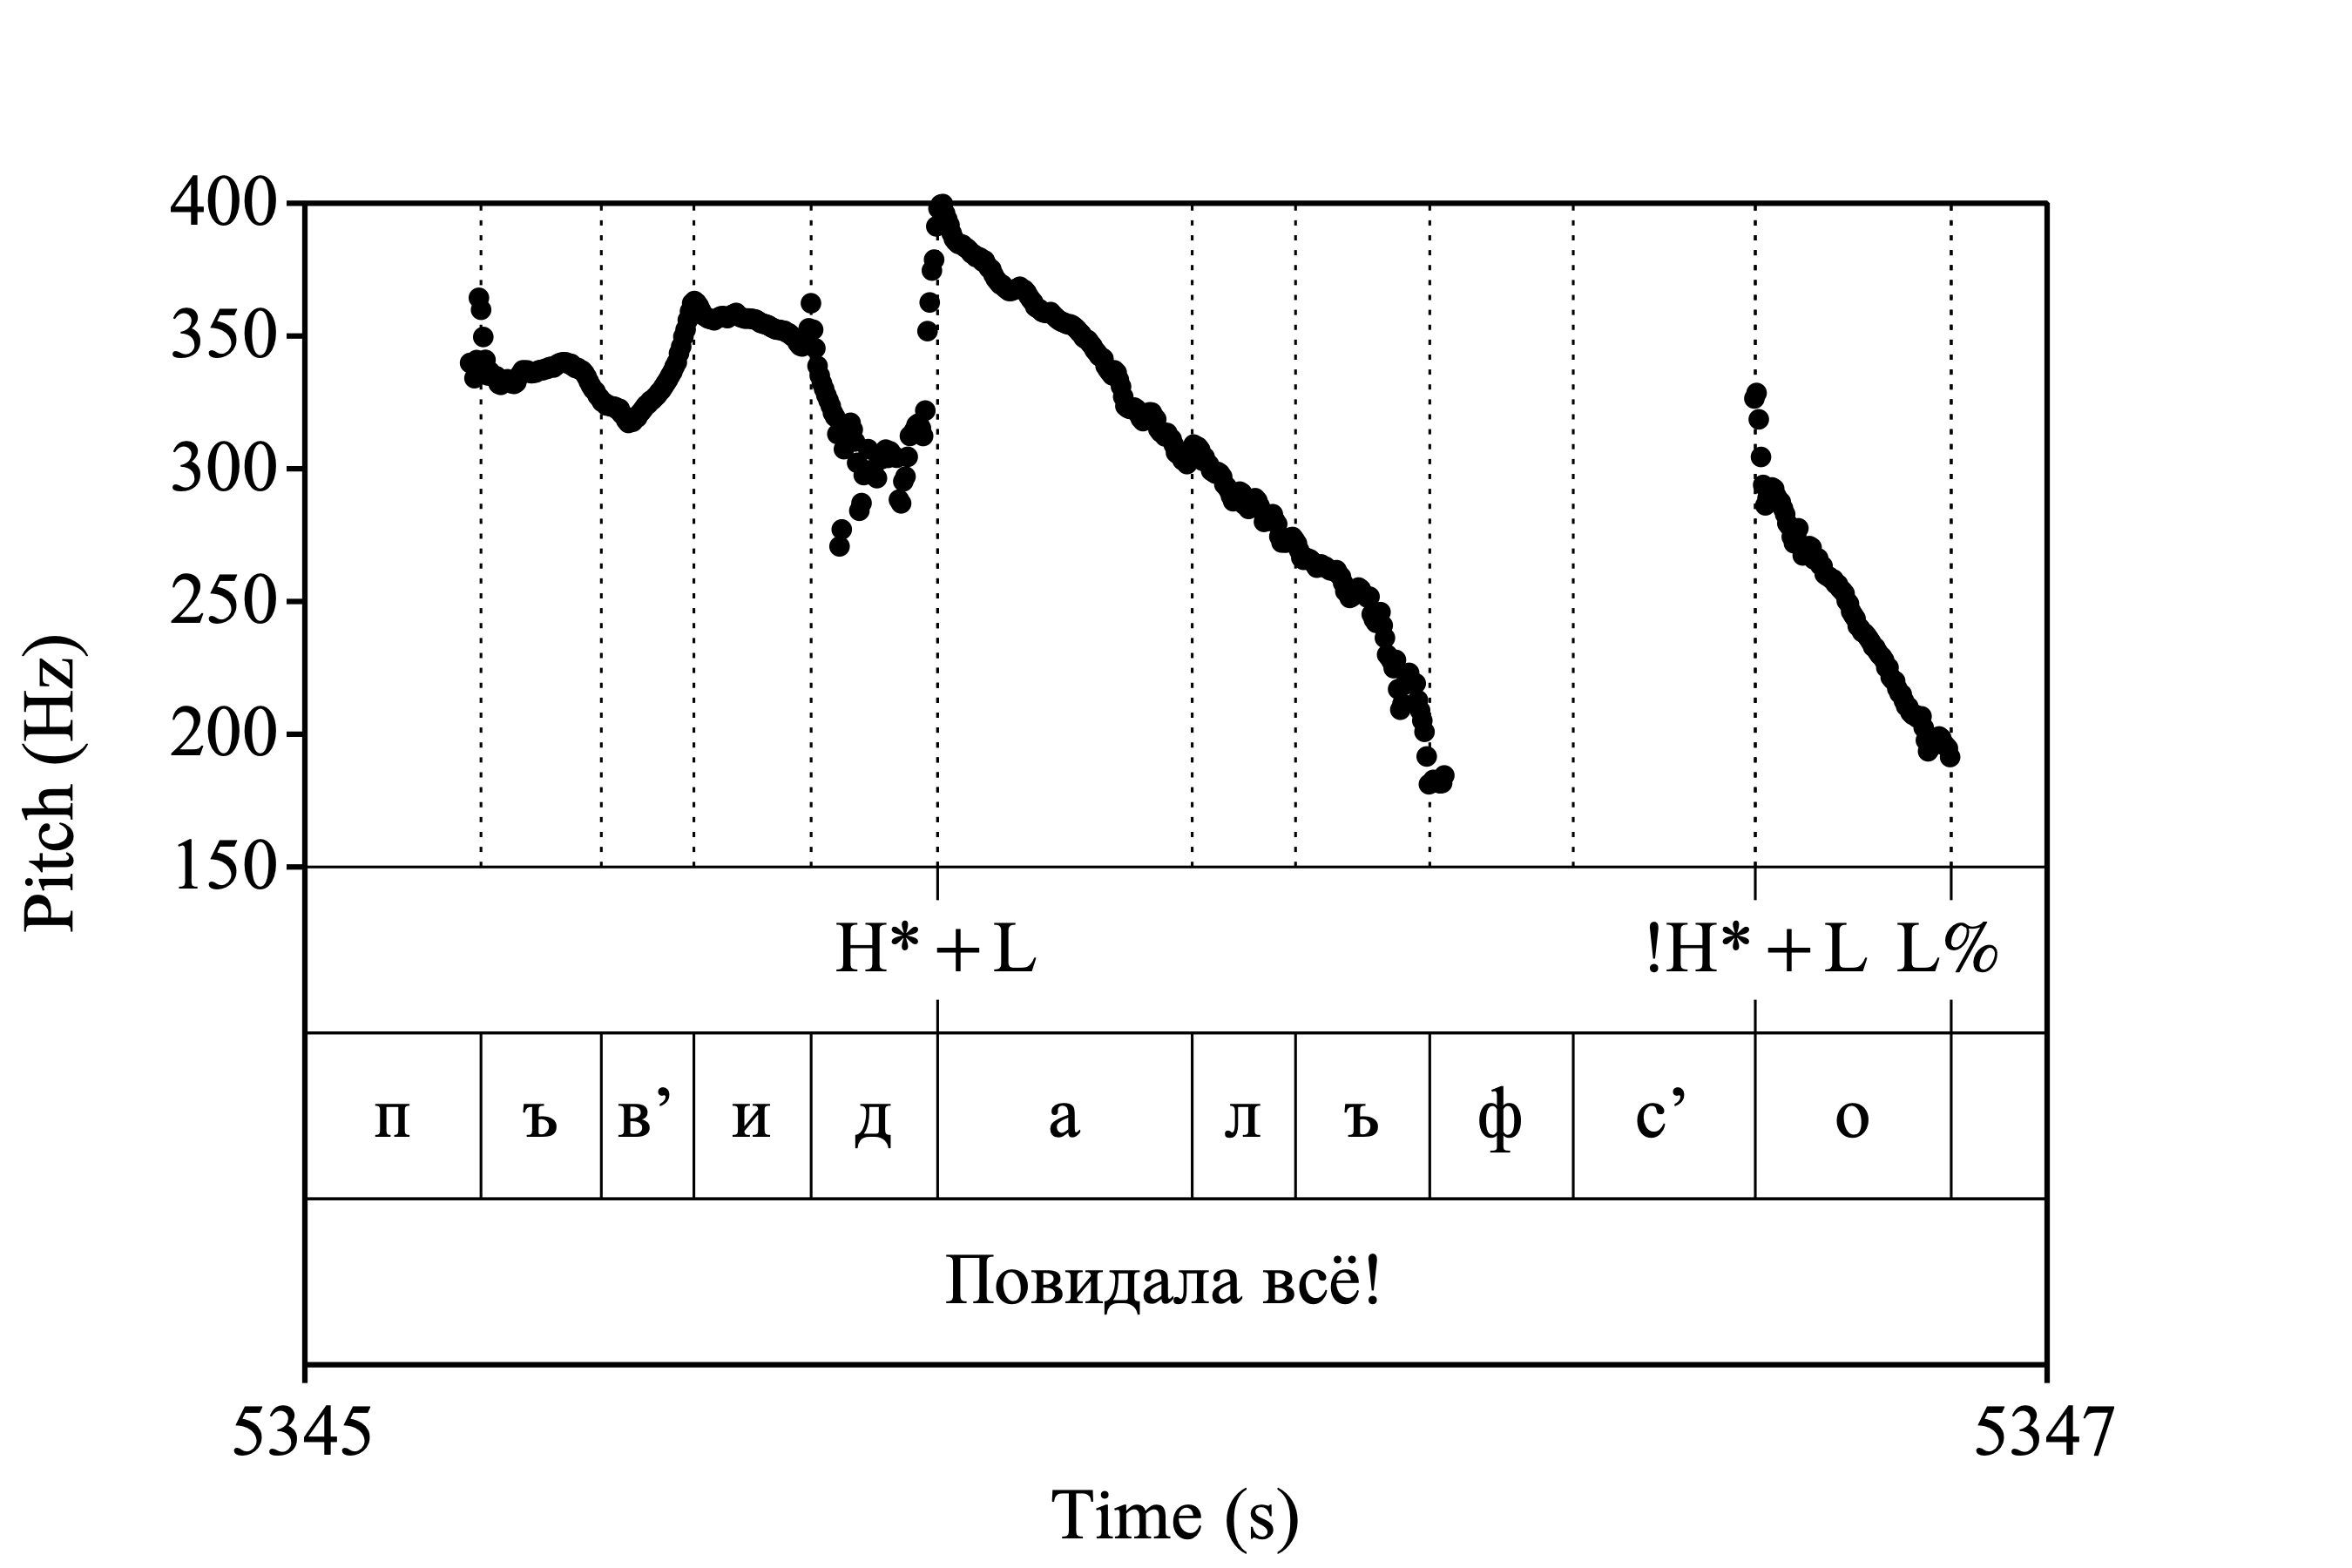 400
350
300
250
200
150
Pitch (Hz)
H*+L !H*+L L%
п ъ в’ и д а л ъ ф с’ о
Повидала всё!
5345 5347
Time (s)